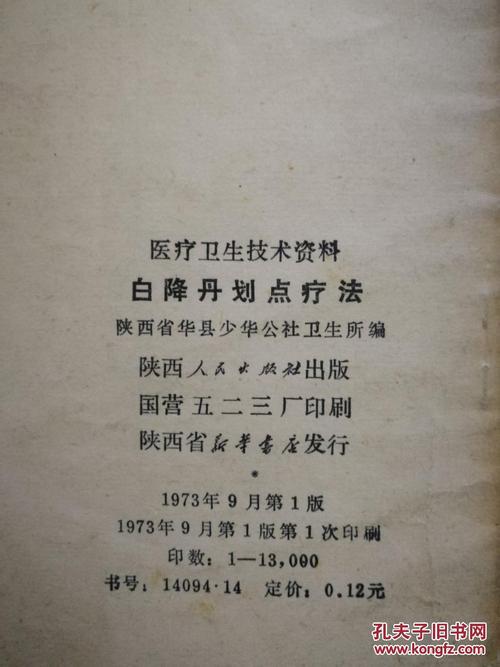 医疗卫生技术资料
白降丹划点疗法
陕西省华县少华公社卫生所编
陕西人民出版社出版
国营五二三厂印刷
陕西省新华书店发行
*
1973年9月第1版
1973年9月第1版第1次印刷
印数：1—13,000
书号：14094·14 定价：0.12元
孔夫子旧书网
www.kongfz.com